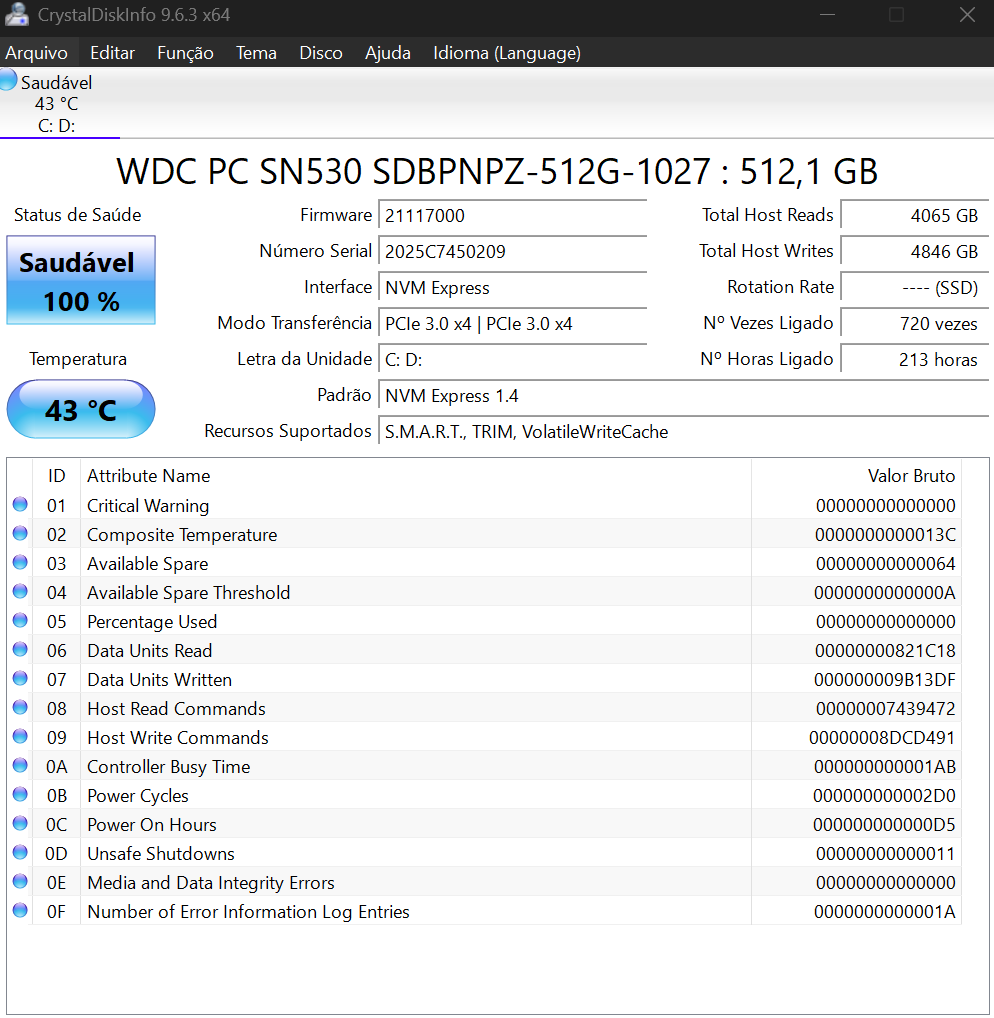 CrystalDiskInfo 9.6.3 x64
Arquivo Editar Função Tema Disco Ajuda Idioma (Language)
Saudável
43 °C
C: D:
WDC PC SN530 SDBPNPZ-512G-1027 : 512,1 GB
Status de Saúde
Saudável
100 %
Temperatura
43 °C
Firmware 21117000
Número Serial 2025C7450209
Interface NVM Express
Modo Transferência PCIe 3.0 x4 | PCIe 3.0 x4
Letra da Unidade C: D:
Padrão NVM Express 1.4
Recursos Suportados S.M.A.R.T., TRIM, VolatileWriteCache
Total Host Reads 4065 GB
Total Host Writes 4846 GB
Rotation Rate ---- (SSD)
Nº Vezes Ligado 720 vezes
Nº Horas Ligado 213 horas
ID Attribute Name Valor Bruto
01 Critical Warning 00000000000000
02 Composite Temperature 0000000000013C
03 Available Spare 00000000000064
04 Available Spare Threshold 0000000000000A
05 Percentage Used 00000000000000
06 Data Units Read 00000000821C18
07 Data Units Written 000000009B13DF
08 Host Read Commands 00000007439472
09 Host Write Commands 00000008DCD491
0A Controller Busy Time 000000000001AB
0B Power Cycles 000000000002D0
0C Power On Hours 000000000000D5
0D Unsafe Shutdowns 00000000000011
0E Media and Data Integrity Errors 00000000000000
0F Number of Error Information Log Entries 0000000000001A